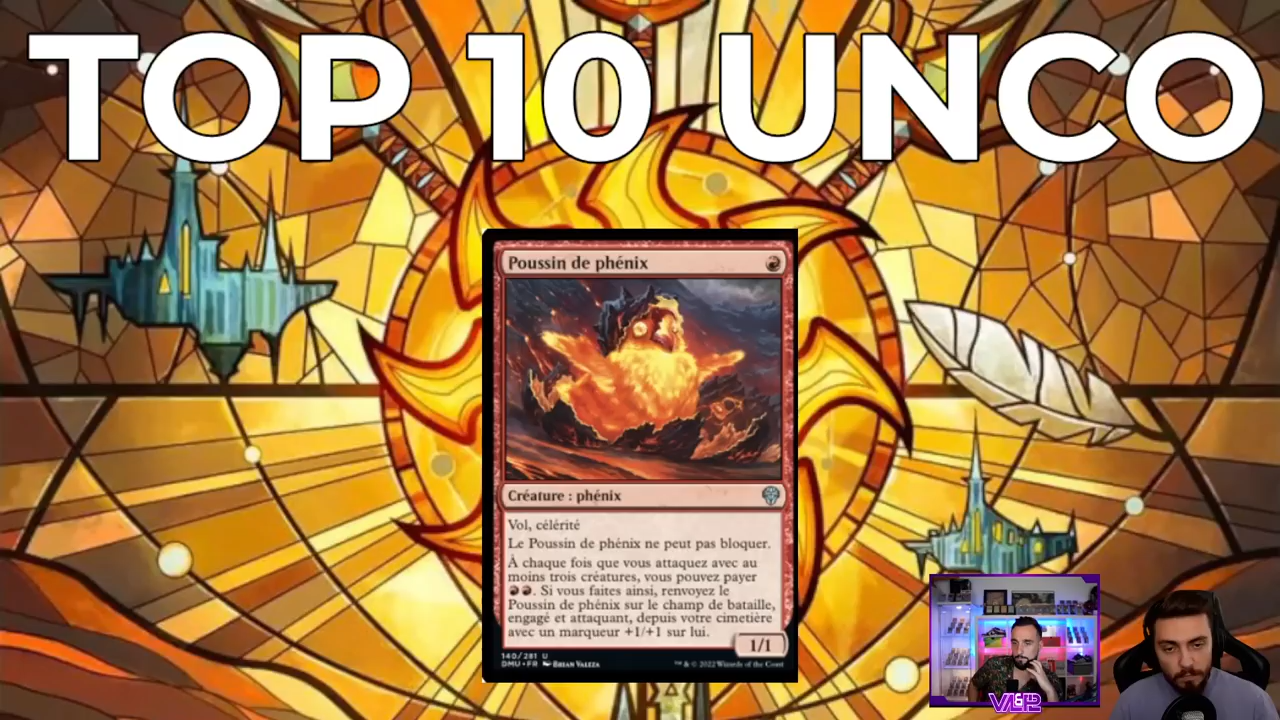 TOP 10 UNCO
Poussin de phénix
Créature : phénix
Vol, célérité
Le Poussin de phénix ne peut pas bloquer.
À chaque fois que vous attaquez avec au
moins trois créatures, vous pouvez payer
. Si vous faites ainsi, renvoyez le
Poussin de phénix sur le champ de bataille,
engagé et attaquant, depuis votre cimetière
avec un marqueur +1/+1 sur lui.
1/1
140/281 U
DMU • FR Brian Valeza
™ & © 2022 Wizards of the Coast